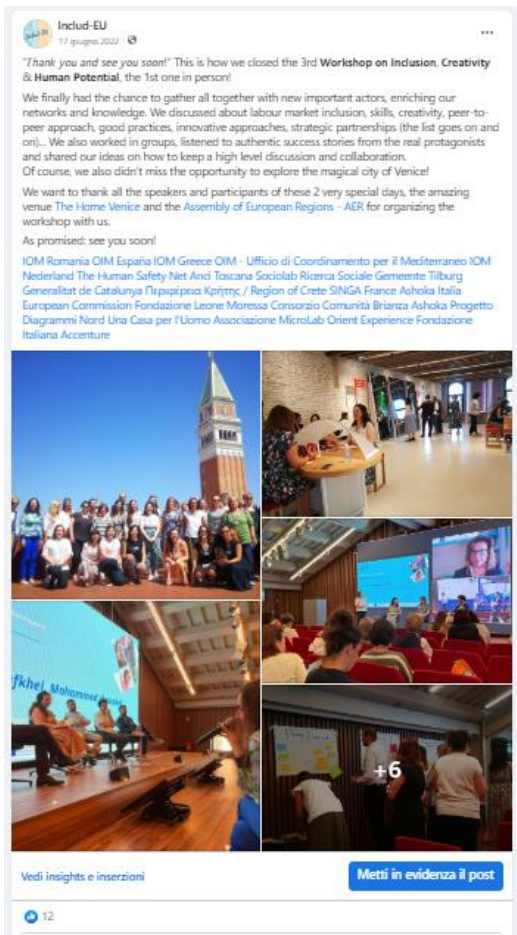 Includ-EU
17 giugno 2022
"Thank you and see you soon!" This is how we closed the 3rd Workshop on Inclusion, Creativity
& Human Potential, the 1st one in person!
We finally had the chance to gather all together with new important actors, enriching our
networks and knowledge. We discussed about labour market inclusion, skills, creativity, peer-to-
peer approach, good practices, innovative approaches, strategic partnerships (the list goes on and
on)... We also worked in groups, listened to authentic success stories from the real protagonists
and shared our ideas on how to keep a high level discussion and collaboration.
Of course, we also didn't miss the opportunity to explore the magical city of Venice!
We want to thank all the speakers and participants of these 2 very special days, the amazing
venue The Home Venice and the Assembly of European Regions - AER for organizing the
workshop with us.
As promised: see you soon!
IOM Romania OIM España IOM Greece OIM - Ufficio di Coordinamento per il Mediterraneo IOM
Nederland The Human Safety Net Anci Toscana Sociolab Ricerca Sociale Gemeente Tilburg
Generalitat de Catalunya Περιφέρεια Κρήτης / Region of Crete SINGA France Ashoka Italia
European Commission Fondazione Leone Moressa Consorzio Comunità Brianza Ashoka Progetto
Diagrammi Nord Una Casa per l'Uomo Associazione MicroLab Orient Experience Fondazione
Italiana Accenture
Mohammed
+6
Vedi insights e inserzioni
Metti in evidenza il post
12